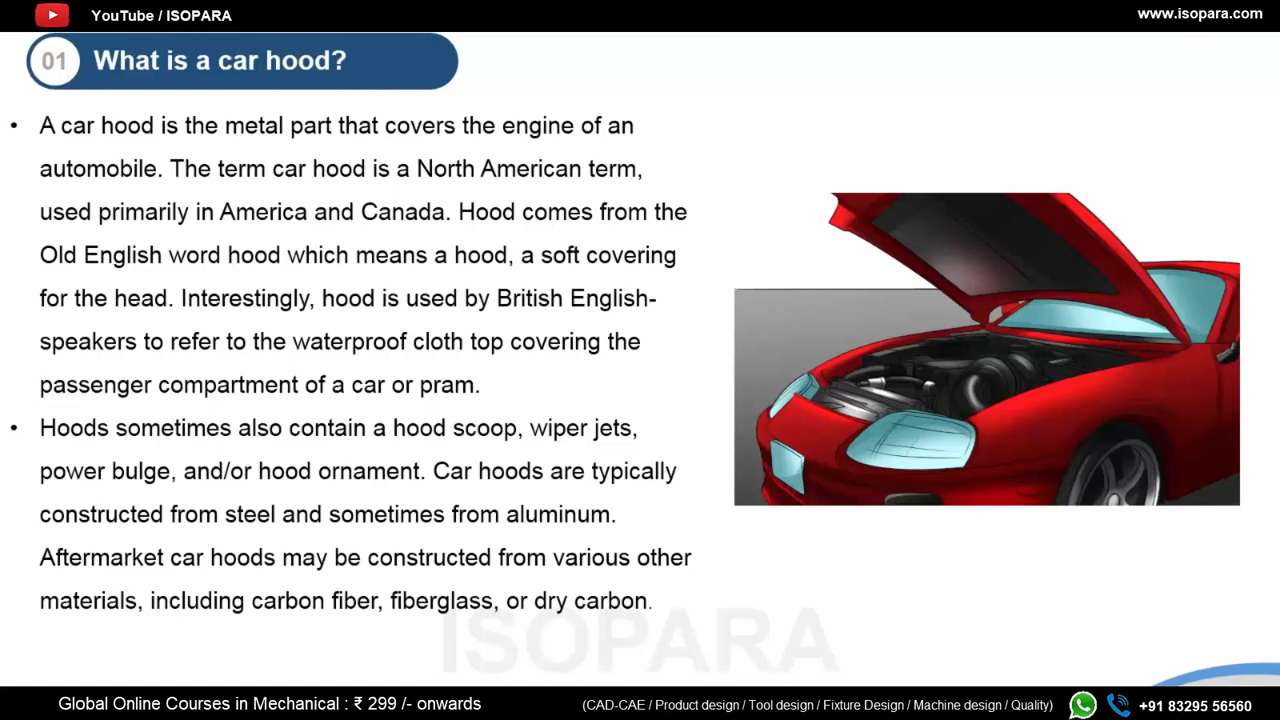 YouTube / ISOPARA
www.isopara.com
01 What is a car hood?
• A car hood is the metal part that covers the engine of an
automobile. The term car hood is a North American term,
used primarily in America and Canada. Hood comes from the
Old English word hood which means a hood, a soft covering
for the head. Interestingly, hood is used by British English-
speakers to refer to the waterproof cloth top covering the
passenger compartment of a car or pram.
• Hoods sometimes also contain a hood scoop, wiper jets,
power bulge, and/or hood ornament. Car hoods are typically
constructed from steel and sometimes from aluminum.
Aftermarket car hoods may be constructed from various other
materials, including carbon fiber, fiberglass, or dry carbon.
ISOPARA
Global Online Courses in Mechanical : ₹ 299 /- onwards
(CAD-CAE / Product design / Tool design / Fixture Design / Machine design / Quality)
+91 83295 56560